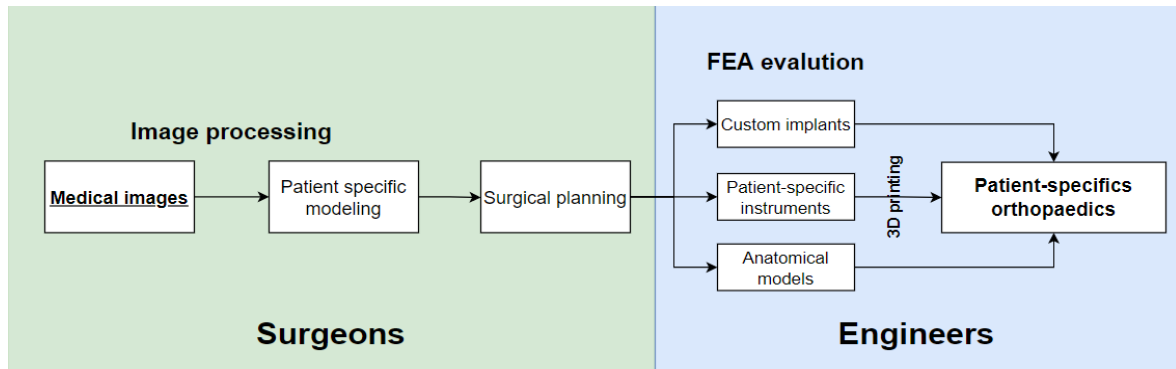 Image processing
Medical images
Patient specific
modeling
Surgical planning
Surgeons
FEA evalution
Custom implants
Patient-specific
instruments
Anatomical
models
3D printing
Patient-specifics
orthopaedics
Engineers